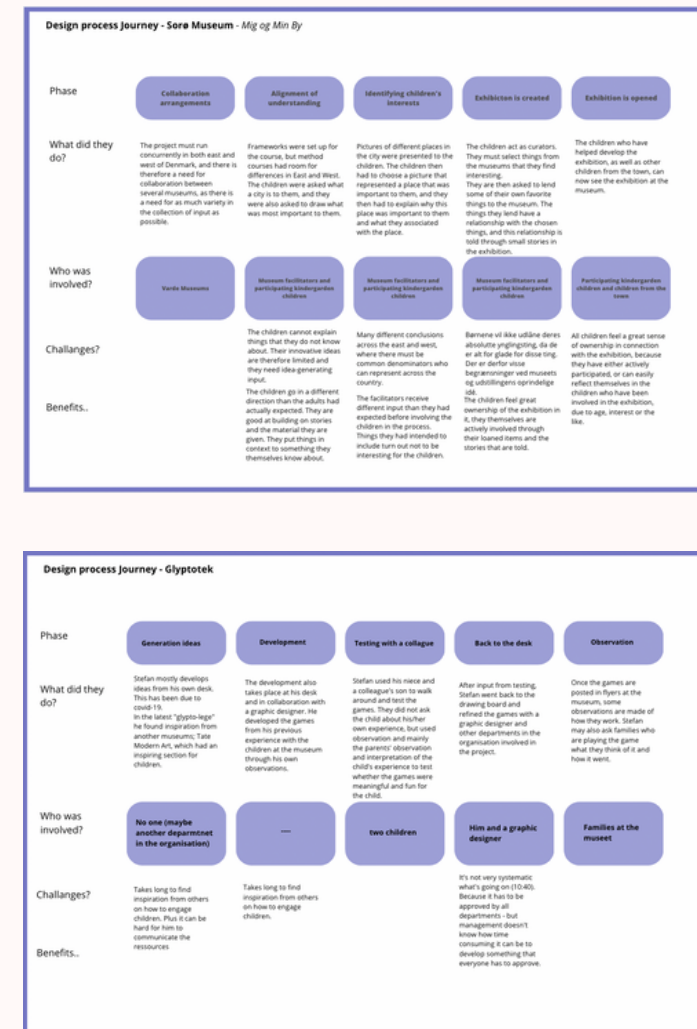 Design process Journey - Sorø Museum - Mig og Min By
Phase
Collaboration
arrangements
Alignment of
understanding
Identifying children's
interests
Exhibicton is created
Exhibition is opened
What did they
do?
The project must run
concurrently in both east and
west of Denmark, and there is
therefore a need for
collaboration between
several museums, as there is
a need for as much variety in
the collection of input as
possible.
Frameworks were set up for
the course, but method
courses had room for
differences in East and West.
The children were asked what
a city is to them, and they
were also asked to draw what
was most important to them.
Pictures of different places in
the city were presented to the
children. The children then
had to choose a picture that
represented a place that was
important to them, and they
then had to explain why this
place was important to them
and what they associated
with the place.
The children act as curators.
They must select things from
the museums that they find
interesting.
They are then asked to lend
some of their own favorite
things to the museum. The
things they lend have a
relationship with the chosen
things, and this relationship is
told through small stories in
the exhibition.
The children who have
helped develop the
exhibition, as well as other
children from the town, can
now see the exhibition at the
museum.
Who was
involved?
Varde Museums
Museum facilitators and
participating kindergarden
children
Museum facilitators and
participating kindergarden
children
Museum facilitators and
participating kindergarden
children
Participating kindergarden
children and children from the
town
Challanges?
The children cannot explain
things that they do not know
about. Their innovative ideas
are therefore limited and
they need idea-generating
input.
Many different conclusions
across the east and west,
where there must be
common denominators who
can represent across the
country.
Børnene vil ikke udlåne deres
absolutte ynglingsting, da de
er alt for glade for disse ting.
Der er derfor visse
begrænsninger ved museets
og udstillingens oprindelige
idé.
All children feel a great sense
of ownership in connection
with the exhibition, because
they have either actively
participated, or can easily
reflect themselves in the
children who have been
involved in the exhibition,
due to age, interest or the
like.
Benefits..
The children go in a different
direction than the adults had
actually expected. They are
good at building on stories
and the material they are
given. They put things in
context to something they
themselves know about.
The facilitators receive
different input than they had
expected before involving the
children in the process.
Things they had intended to
include turn out not to be
interesting for the children.
The children feel great
ownership of the exhibition in
it, they themselves are
actively involved through
their loaned items and the
stories that are told.
Design process Journey - Glyptotek
Phase
Generation ideas
Development
Testing with a collague
Back to the desk
Observation
What did they
do?
Stefan mostly develops
ideas from his own desk.
This has been due to
covid-19.
In the latest "glypto-lege"
he found inspiration from
another museums; Tate
Modern Art, which had an
inspiring section for
children.
The development also
takes place at his desk
and in collaboration with
a graphic designer. He
developed the games
from his previous
experience with the
children at the museum
through his own
observations.
Stefan used his niece and
a colleague's son to walk
around and test the
games. They did not ask
the child about his/her
own experience, but used
observation and mainly
the parents' observation
and interpretation of the
child's experience to test
whether the games were
meaningful and fun for
the child.
After input from testing,
Stefan went back to the
drawing board and
refined the games with a
graphic designer and
other departments in the
organisation involved in
the project.
Once the games are
posted in flyers at the
museum, some
observations are made of
how they work. Stefan
may also ask families who
are playing the game
what they think of it and
how it went.
Who was
involved?
No one (maybe
another deparmtnet
in the organisation)
---
two children
Him and a graphic
designer
Families at the
museet
Challanges?
Takes long to find
inspiration from others
on how to engage
children. Plus it can be
hard for him to
communicate the
ressources
Takes long to find
inspiration from others
on how to engage
children.
It's not very systematic
what's going on (10:40).
Because it has to be
approved by all
departments - but
management doesn't
know how time
consuming it can be to
develop something that
everyone has to approve.
Benefits..